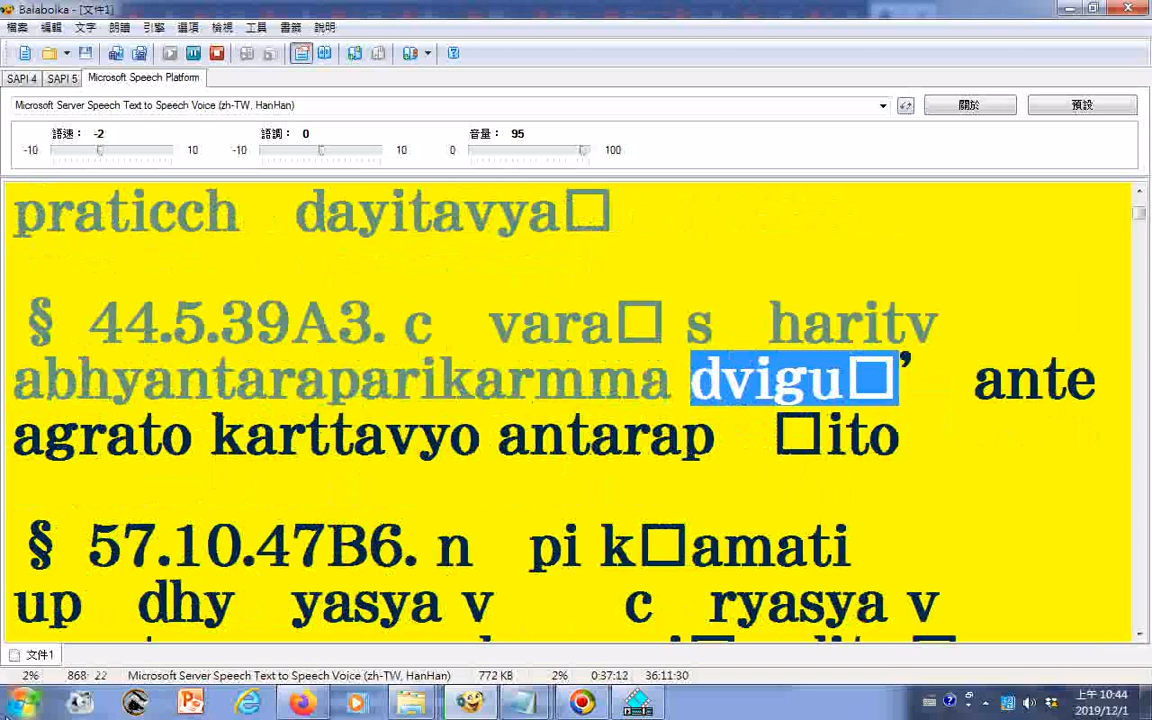 Balabolka - [文件1]
檔案 編輯 文字 朗讀 引擎 選項 檢視 工具 書籤 說明
SAPI 4 SAPI 5 Microsoft Speech Platform
Microsoft Server Speech Text to Speech Voice (zh-TW, HanHan) 關於 預設
語速： -2 語調： 0 音量： 95
-10 10 -10 10 0 100
praticch dayitavya□
§ 44.5.39A3. c vara□ s haritv
abhyantaraparikarmma dvigu□’ ante
agrato karttavyo antarap □ito
§ 57.10.47B6. n pi k□amati
up dhy yasya v c ryasya v
文件1
2% 868: 22 Microsoft Server Speech Text to Speech Voice (zh-TW, HanHan) 772 KB 2% 0:37:12 36:11:30
上午 10:44
2019/12/1